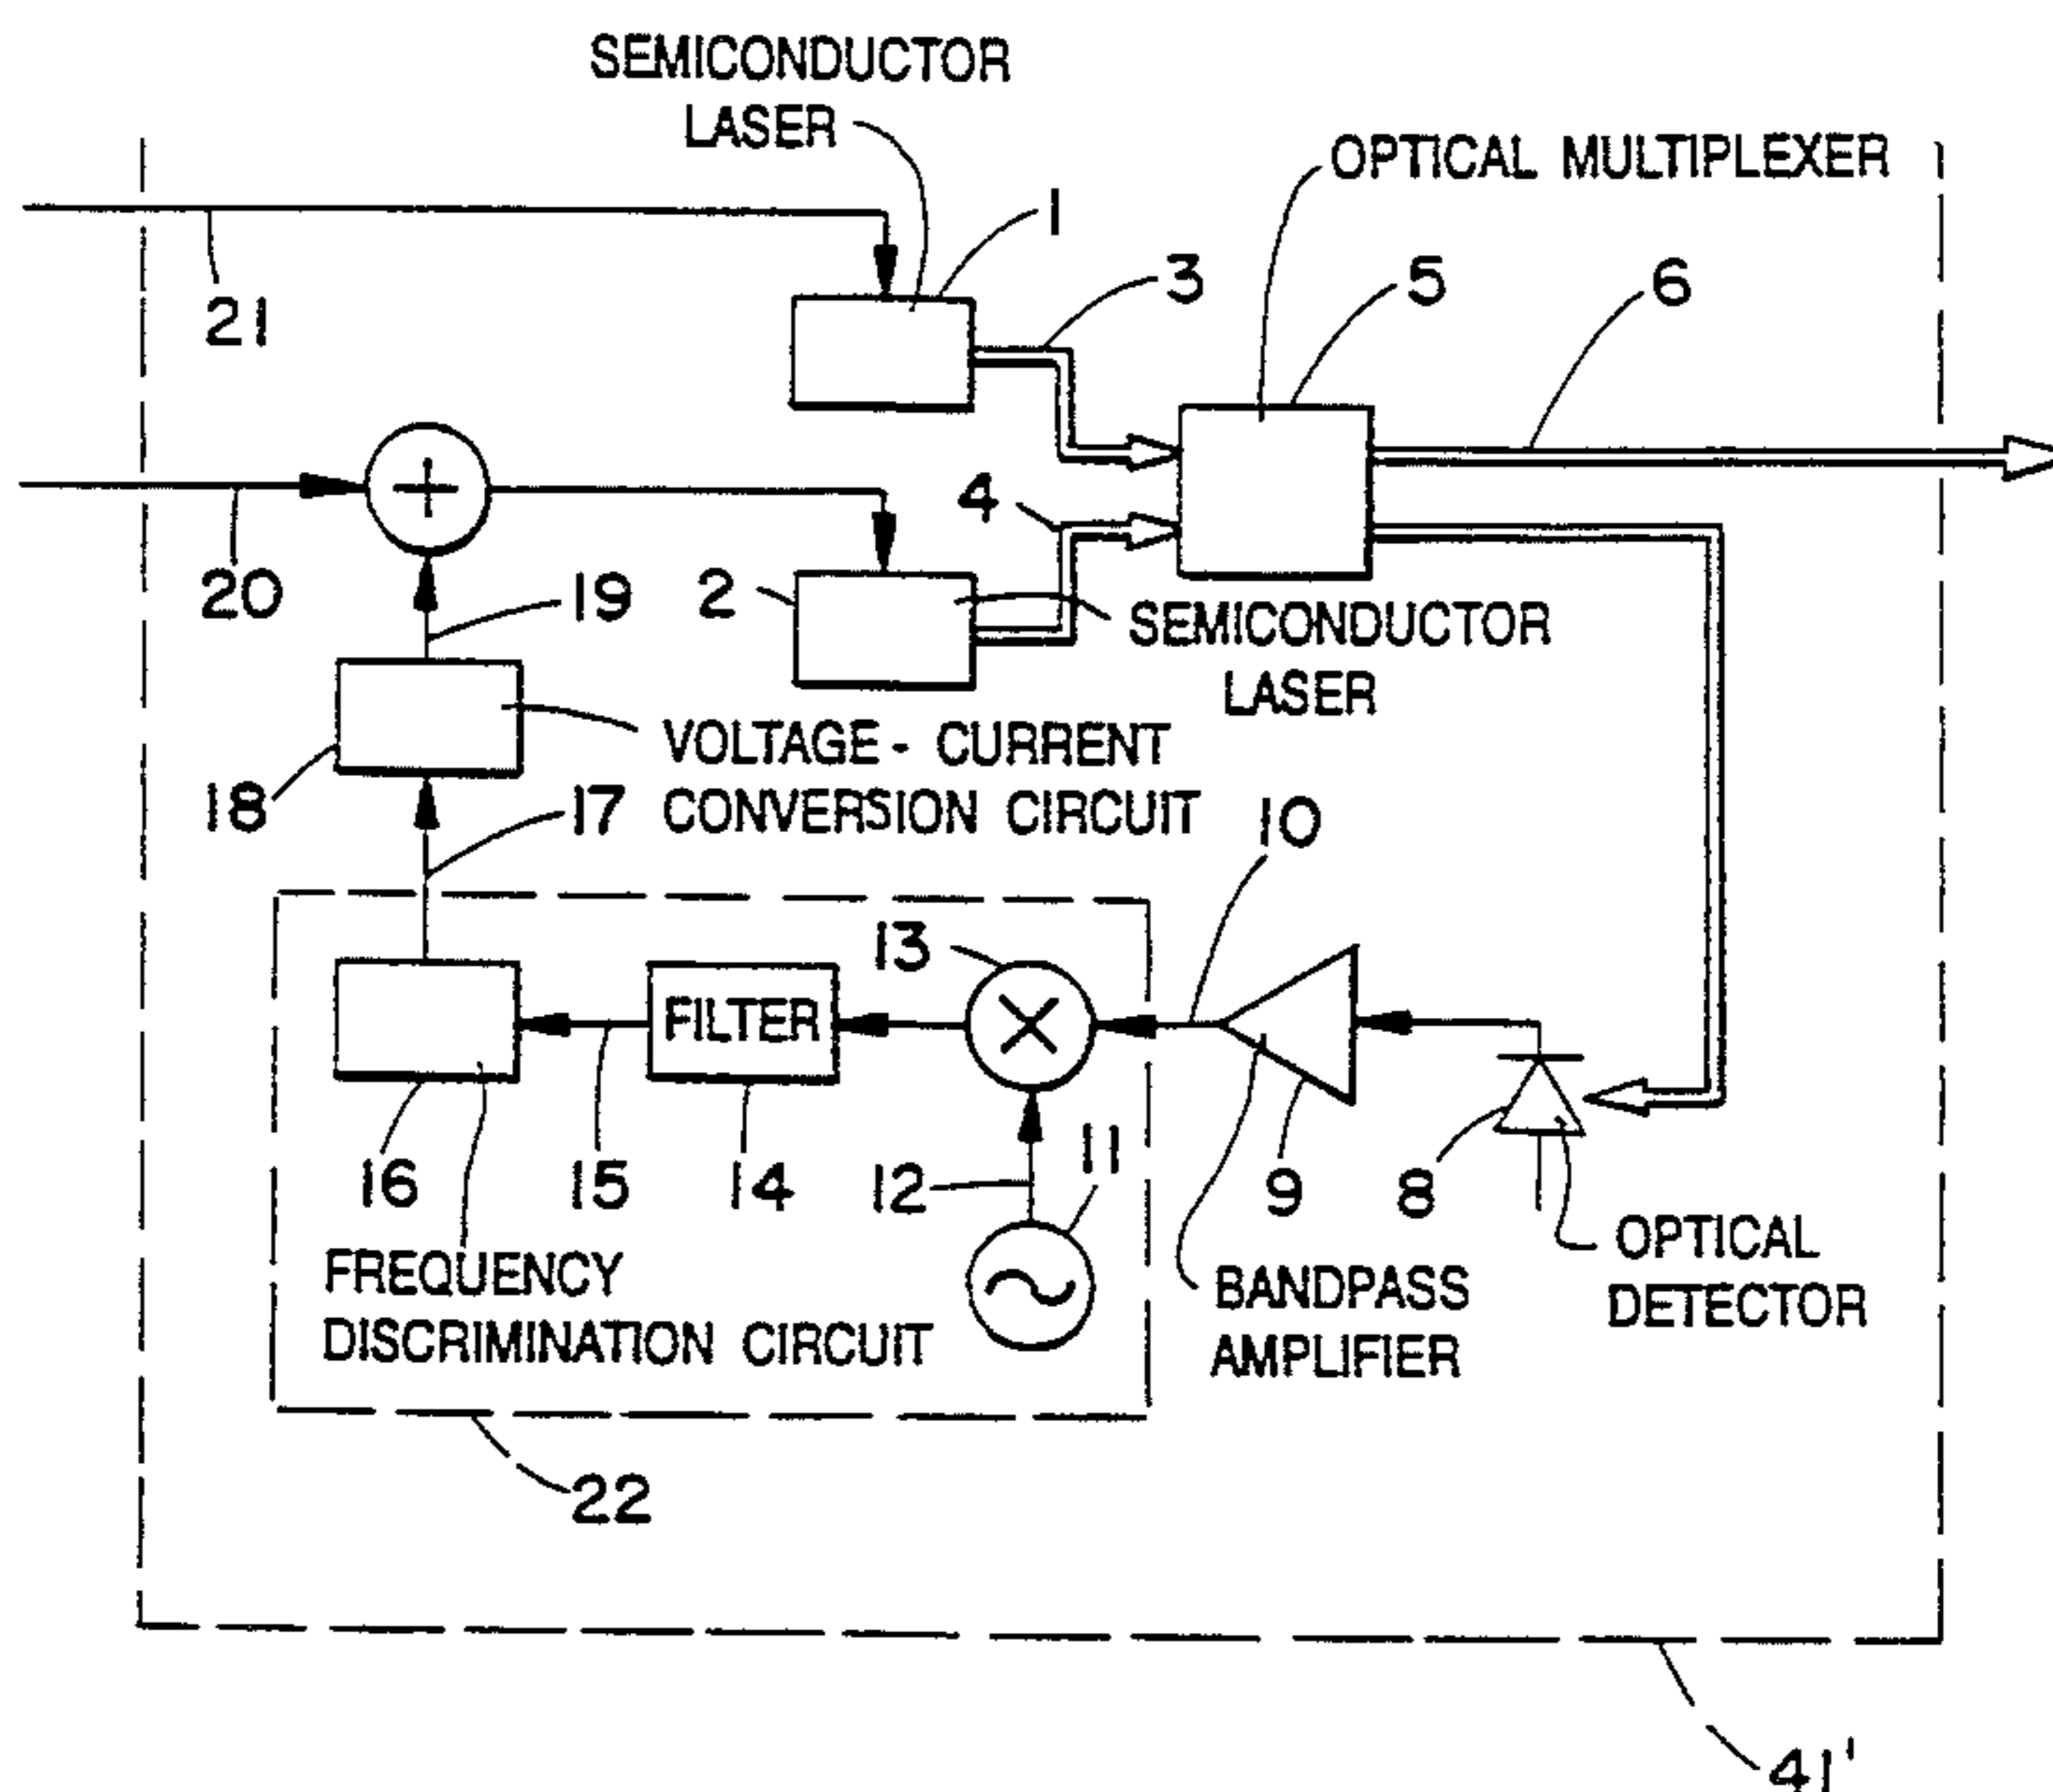 SEMICONDUCTOR
LASER
OPTICAL MULTIPLEXER
1
3
5
6
21
4
20
19
2
SEMICONDUCTOR
LASER
18
17
VOLTAGE - CURRENT
CONVERSION CIRCUIT
10
13
FILTER
16
15
14
12
11
9
8
FREQUENCY
DISCRIMINATION CIRCUIT
BANDPASS
AMPLIFIER
OPTICAL
DETECTOR
22
41'